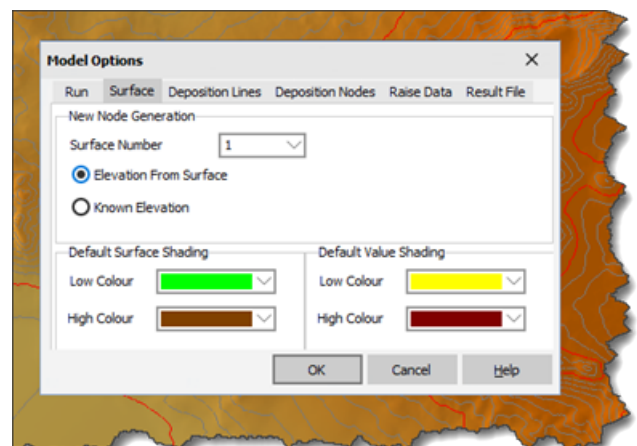 Model Options
Run Surface Deposition Lines Deposition Nodes Raise Data Result File
New Node Generation
Surface Number 1
Elevation From Surface
Known Elevation
Default Surface Shading Default Value Shading
Low Colour Low Colour
High Colour High Colour
OK Cancel Help